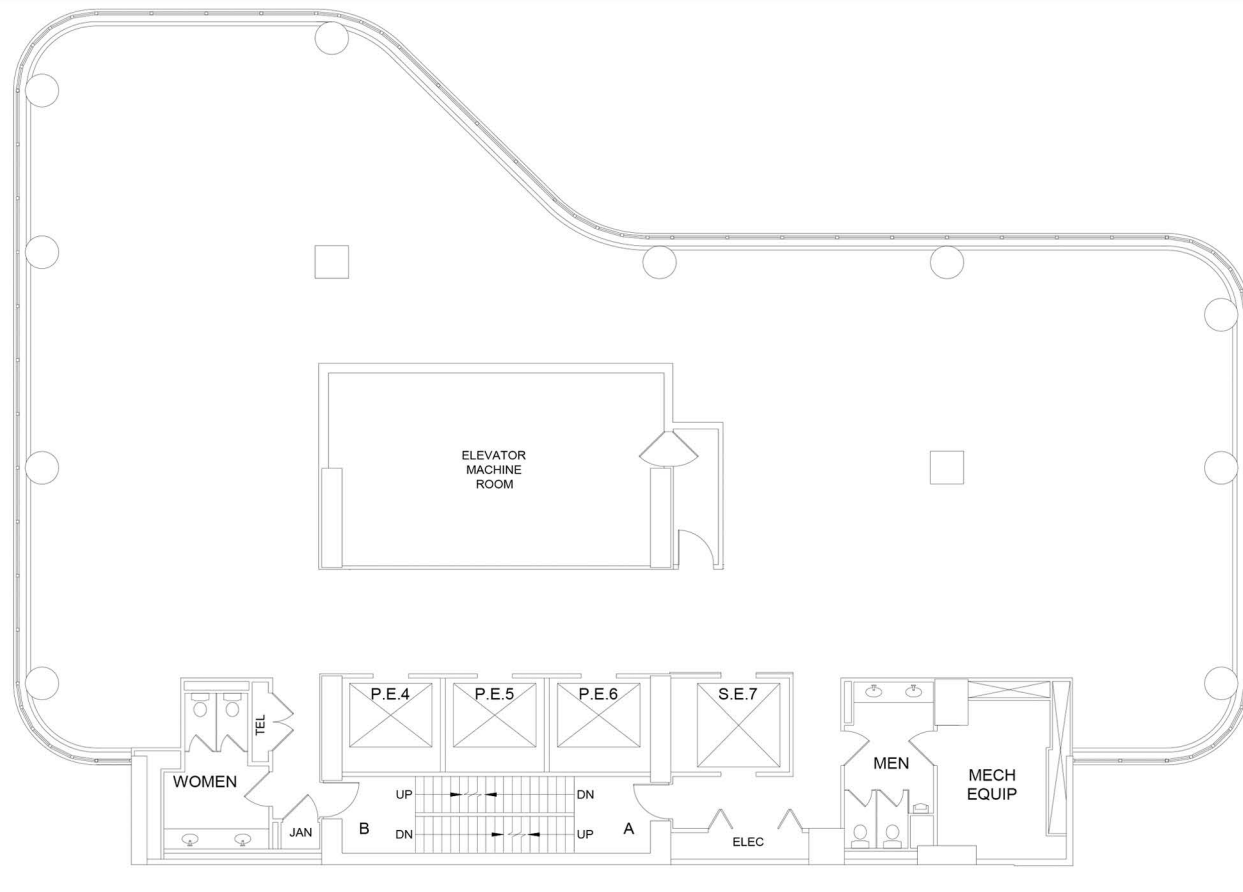 ELEVATOR
MACHINE
ROOM
P.E.4
P.E.5
P.E.6
S.E.7
TEL
WOMEN
MEN
MECH
EQUIP
UP
DN
B
A
JAN
DN
UP
ELEC